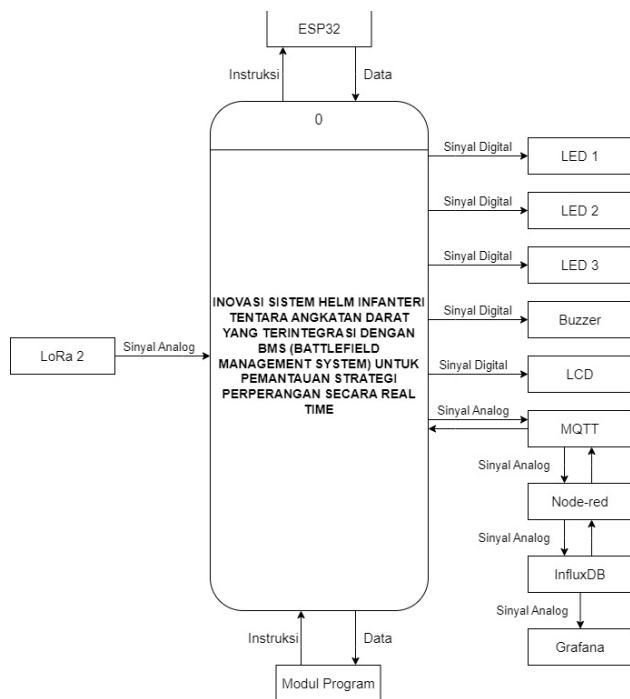 ESP32
Instruksi
Data
0
Sinyal Digital
LED 1
Sinyal Digital
LED 2
Sinyal Digital
LED 3
INOVASI SISTEM HELM INFANTERI
TENTARA ANGKATAN DARAT
YANG TERINTEGRASI DENGAN
BMS (BATTLEFIELD
MANAGEMENT SYSTEM) UNTUK
PEMANTAUAN STRATEGI
PERPERANGAN SECARA REAL
TIME
Sinyal Digital
Buzzer
LoRa 2
Sinyal Analog
Sinyal Digital
LCD
Sinyal Analog
MQTT
Sinyal Analog
Node-red
Sinyal Analog
InfluxDB
Sinyal Analog
Grafana
Instruksi
Data
Modul Program